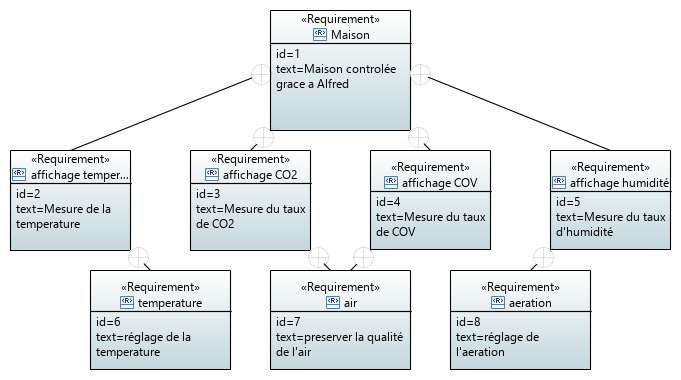 «Requirement»
Maison
id=1
text=Maison controlée
grace a Alfred
«Requirement»
affichage temper...
id=2
text=Mesure de la
temperature
«Requirement»
affichage CO2
id=3
text=Mesure du taux
de CO2
«Requirement»
affichage COV
id=4
text=Mesure du taux
de COV
«Requirement»
affichage humidité
id=5
text=Mesure du taux
d'humidité
«Requirement»
temperature
id=6
text=réglage de la
temperature
«Requirement»
air
id=7
text=preserver la qualité
de l'air
«Requirement»
aeration
id=8
text=réglage de
l'aeration